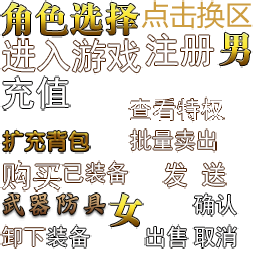 角色选择 点击换区
进入游戏 注册 男
充值
查看特权
扩充背包 批量卖出
购买 已装备 发送
武器 防具 女 确认
卸下装备 出售 取消